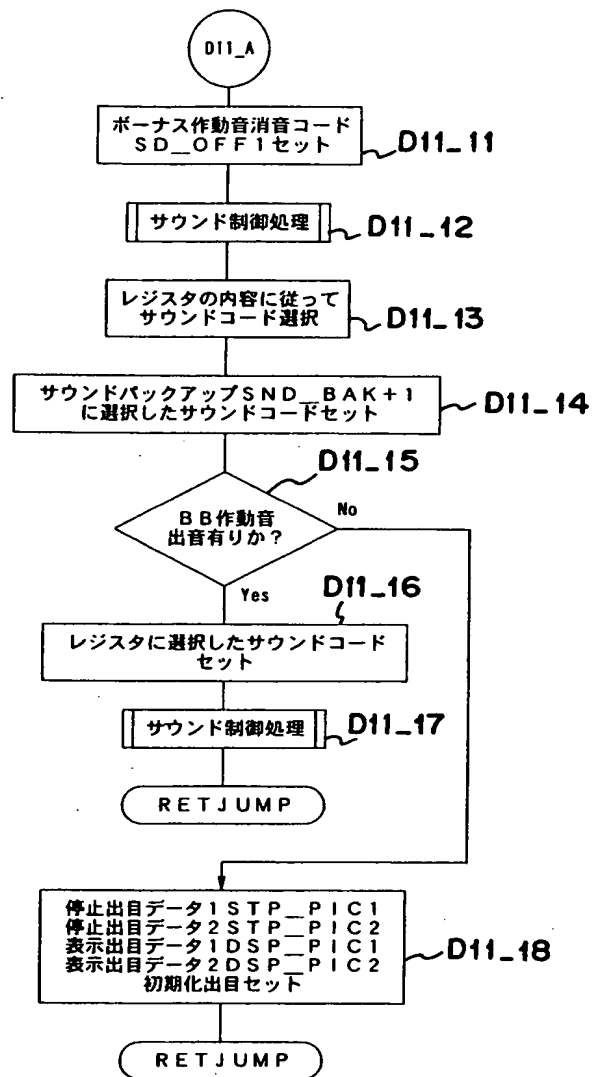 D11_A
ボーナス作動音消音コード
SD__OFF1セット
D11_11
サウンド制御処理
D11_12
レジスタの内容に従って
サウンドコード選択
D11_13
サウンドバックアップSND__BAK+1
に選択したサウンドコードセット
D11_14
D11_15
BB作動音
出音有りか?
No
Yes
D11_16
レジスタに選択したサウンドコード
セット
サウンド制御処理
D11_17
RETJUMP
停止出目データ1STP__PIC1
停止出目データ2STP__PIC2
表示出目データ1DSP__PIC1
表示出目データ2DSP__PIC2
初期化出目セット
D11_18
RETJUMP